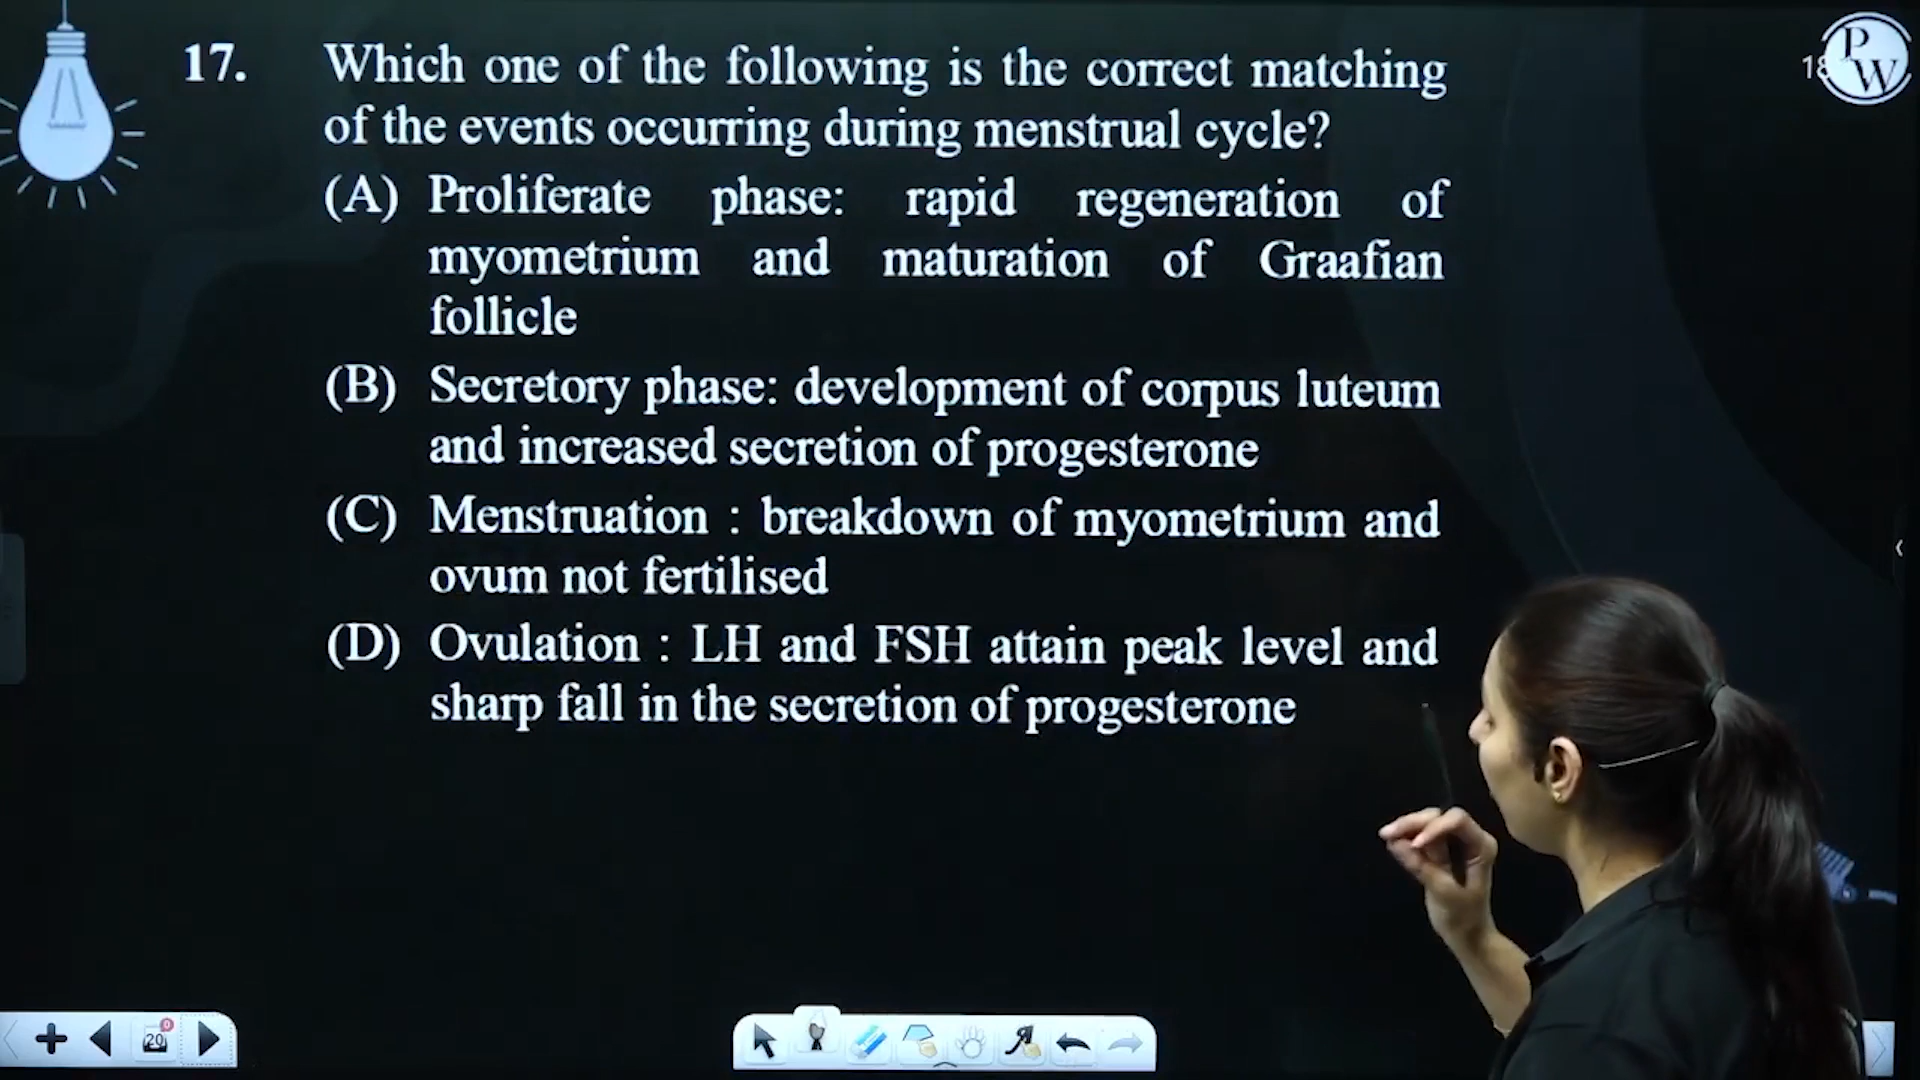 17. Which one of the following is the correct matching
of the events occurring during menstrual cycle?
(A) Proliferate phase: rapid regeneration of
myometrium and maturation of Graafian
follicle
(B) Secretory phase: development of corpus luteum
and increased secretion of progesterone
(C) Menstruation : breakdown of myometrium and
ovum not fertilised
(D) Ovulation : LH and FSH attain peak level and
sharp fall in the secretion of progesterone
PW
20
0